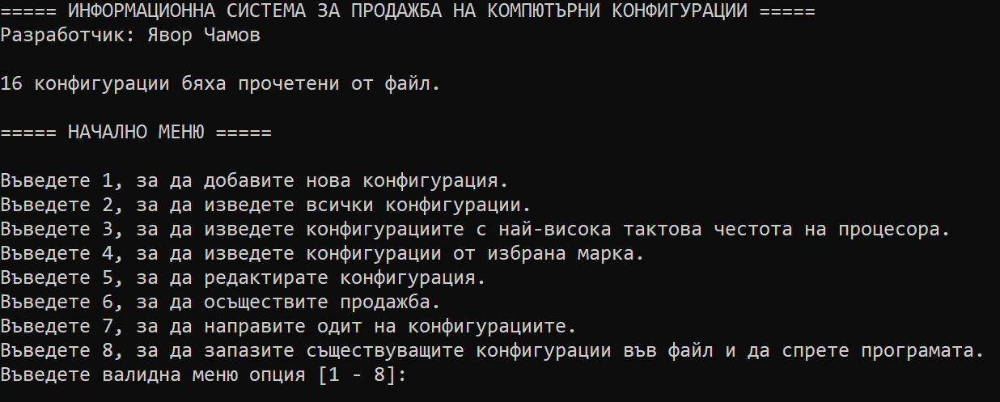 ===== ИНФОРМАЦИОННА СИСТЕМА ЗА ПРОДАЖБА НА КОМПЮТЪРНИ КОНФИГУРАЦИИ =====
Разработчик: Явор Чамов
16 конфигурации бяха прочетени от файл.
===== НАЧАЛНО МЕНЮ =====
Въведете 1, за да добавите нова конфигурация.
Въведете 2, за да изведете всички конфигурации.
Въведете 3, за да изведете конфигурациите с най-висока тактова честота на процесора.
Въведете 4, за да изведете конфигурации от избрана марка.
Въведете 5, за да редактирате конфигурация.
Въведете 6, за да осъществите продажба.
Въведете 7, за да направите одит на конфигурациите.
Въведете 8, за да запазите съществуващите конфигурации във файл и да спрете програмата.
Въведете валидна меню опция [1 - 8]: